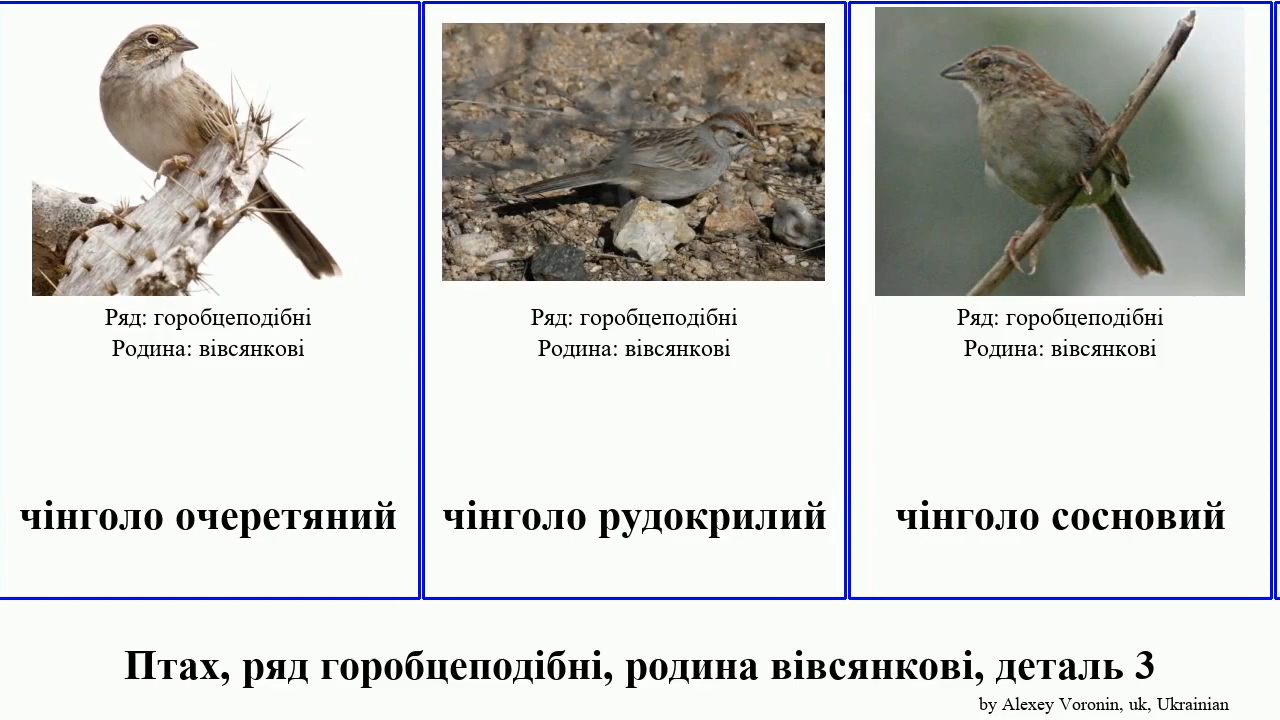 Ряд: горобцеподібні
Родина: вівсянкові
чінголо очеретяний
Ряд: горобцеподібні
Родина: вівсянкові
чінголо рудокрилий
Ряд: горобцеподібні
Родина: вівсянкові
чінголо сосновий
Птах, ряд горобцеподібні, родина вівсянкові, деталь 3
by Alexey Voronin, uk, Ukrainian